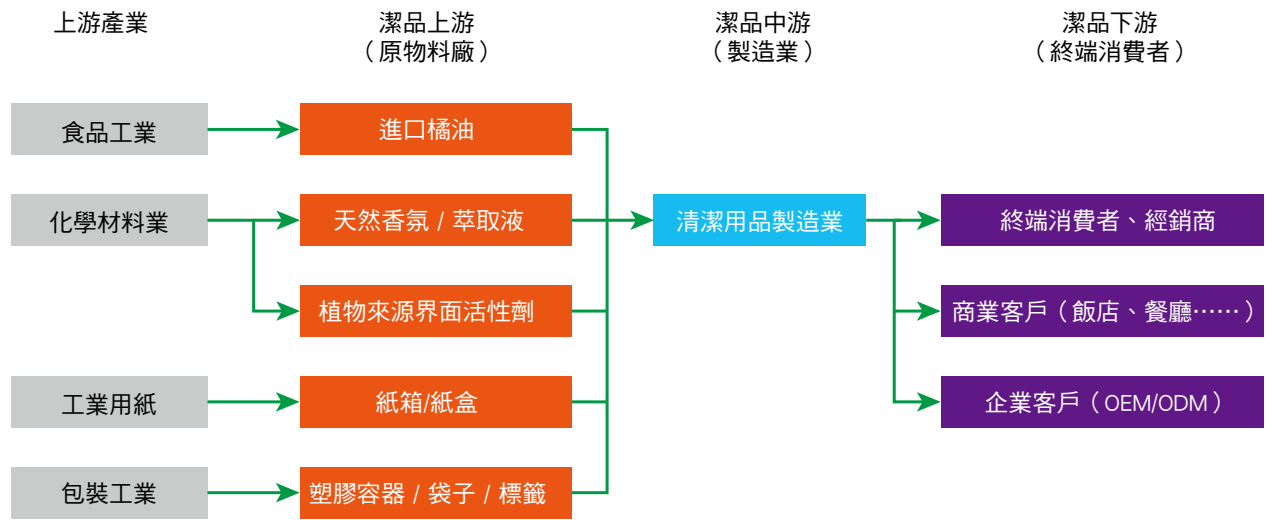 上游產業
潔品上游
（原物料廠）
潔品中游
（製造業）
潔品下游
（終端消費者）
食品工業
進口橘油
化學材料業
天然香氛 / 萃取液
清潔用品製造業
終端消費者、經銷商
植物來源界面活性劑
商業客戶（飯店、餐廳⋯⋯）
工業用紙
紙箱/紙盒
企業客戶（OEM/ODM）
包裝工業
塑膠容器 / 袋子 / 標籤